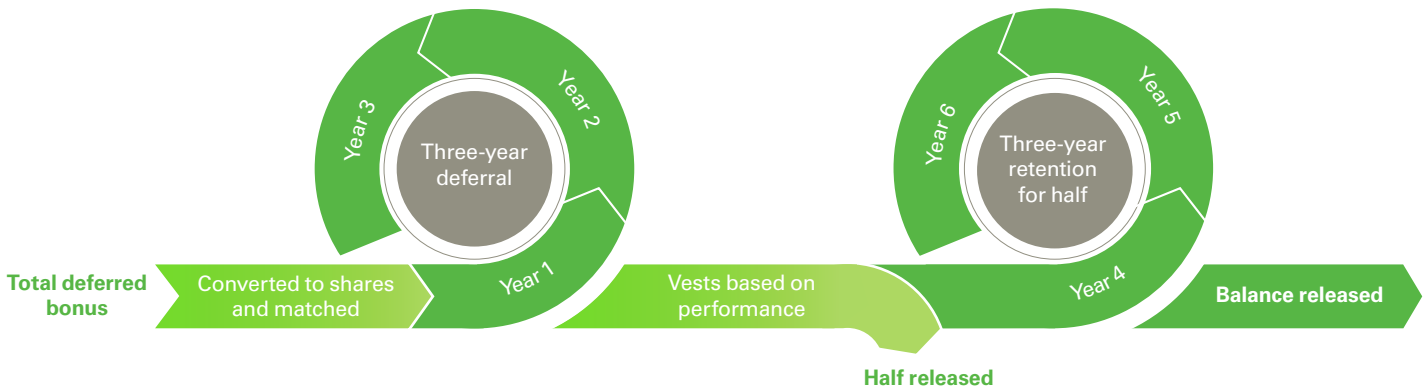 Total deferred
bonus
Converted to shares
and matched
Year 1
Year 2
Year 3
Three-year
deferral
Vests based on
performance
Half released
Year 4
Year 5
Year 6
Three-year
retention
for half
Balance released